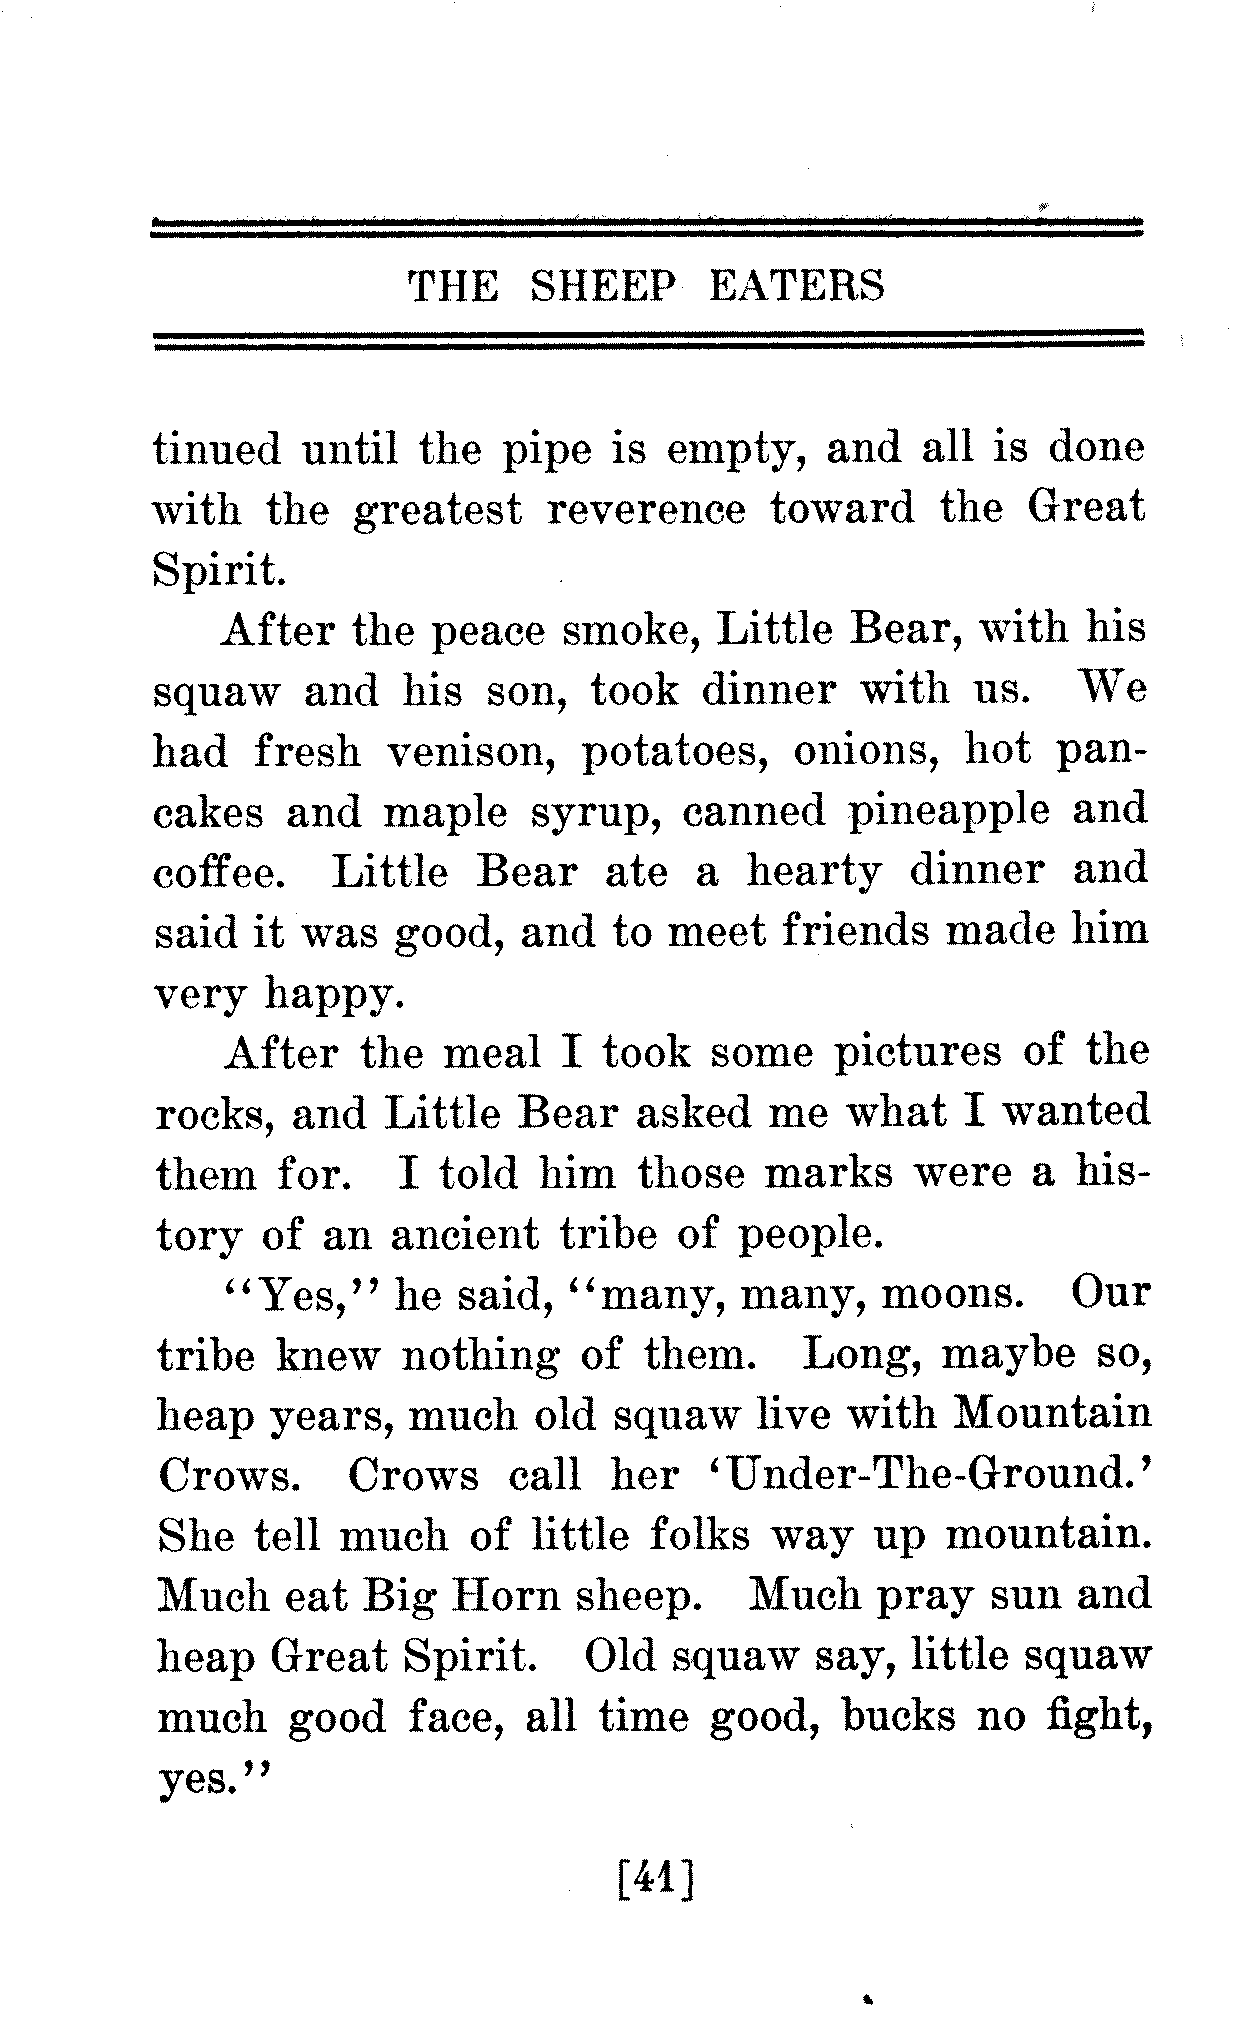 THE SHEEP EATERS
tinued until the pipe is empty, and all is done
with the greatest reverence toward the Great
Spirit.
After the peace smoke, Little Bear, with his
squaw and his son, took dinner with us. We
had fresh venison, potatoes, onions, hot pan-
cakes and maple syrup, canned pineapple and
coffee. Little Bear ate a hearty dinner and
said it was good, and to meet friends made him
very happy.
After the meal I took some pictures of the
rocks, and Little Bear asked me what I wanted
them for. I told him those marks were a his-
tory of an ancient tribe of people.
“Yes,” he said, “many, many, moons. Our
tribe knew nothing of them. Long, maybe so,
heap years, much old squaw live with Mountain
Crows. Crows call her ‘Under-The-Ground.’
She tell much of little folks way up mountain.
Much eat Big Horn sheep. Much pray sun and
heap Great Spirit. Old squaw say, little squaw
much good face, all time good, bucks no fight,
yes.”
[41]